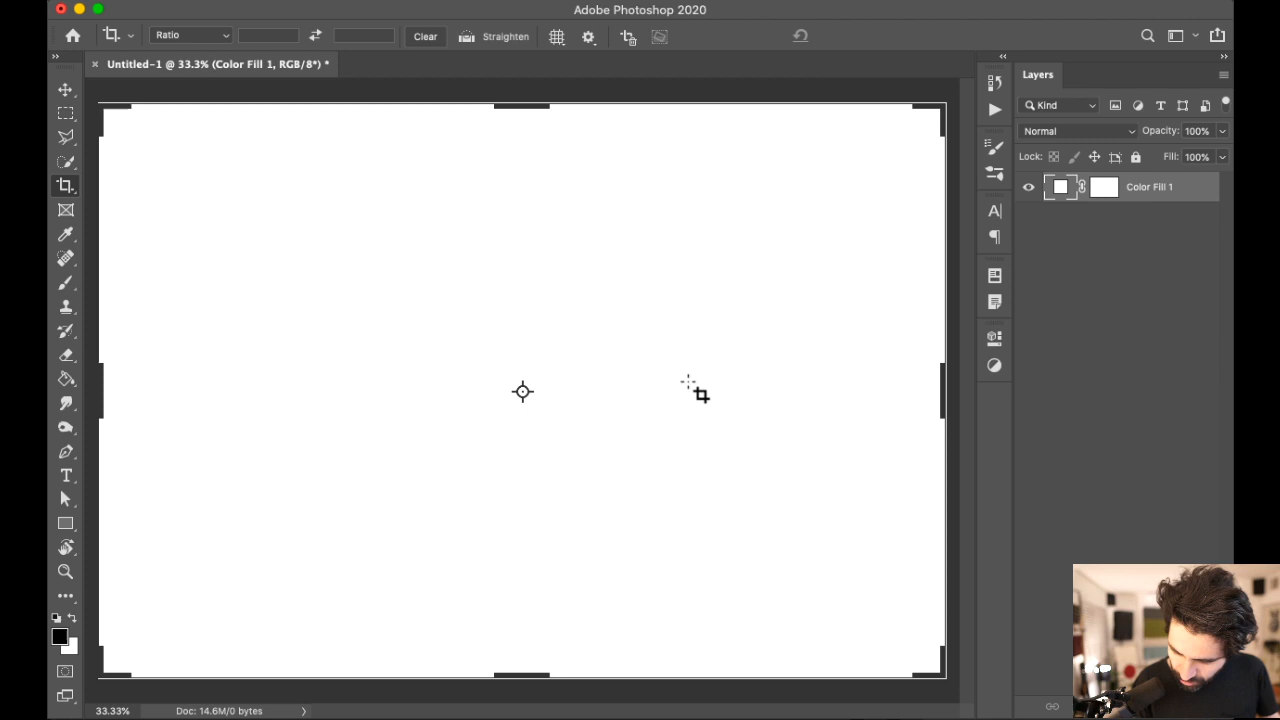 Adobe Photoshop 2020
Ratio
Clear
Straighten
Untitled-1 @ 33.3% (Color Fill 1, RGB/8*) *
Layers
Kind
Normal
Opacity: 100%
Lock:
Fill: 100%
Color Fill 1
33.33%
Doc: 14.6M/0 bytes